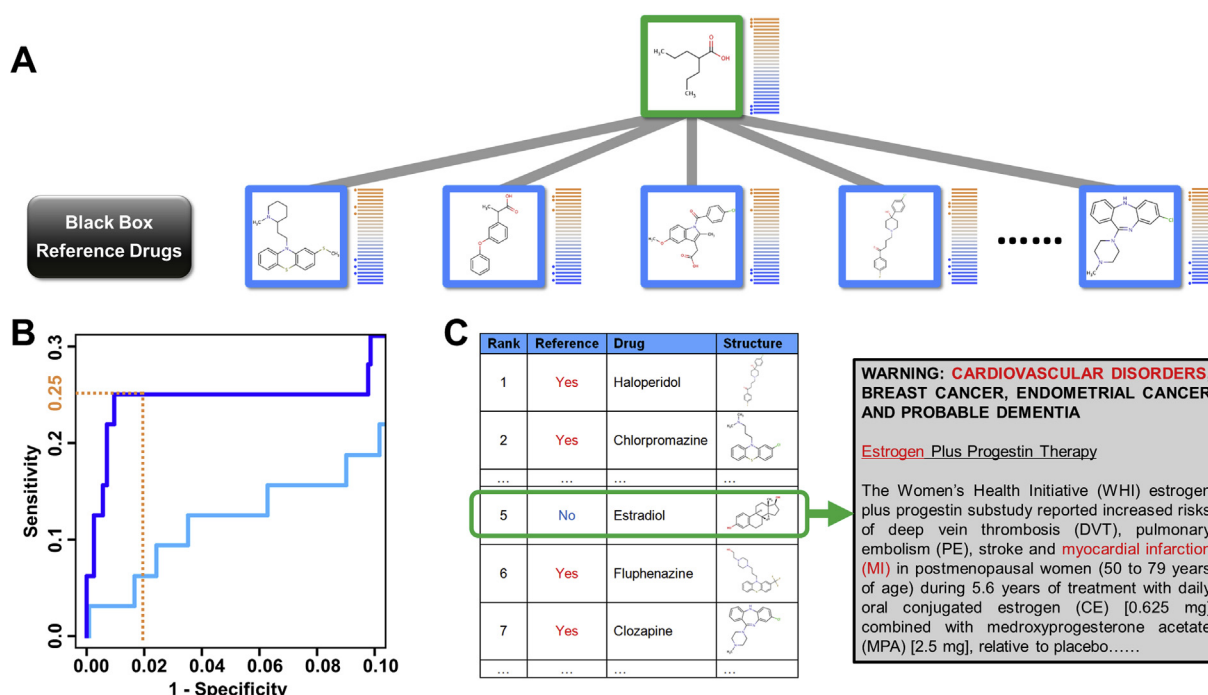 A
H₃C
O
OH
CH₃
Black Box
Reference Drugs
B
Sensitivity
0.3
0.25
0.2
0.1
0.0
0.00 0.02 0.04 0.06 0.08 0.10
1 - Specificity
C
Rank Reference Drug Structure
1 Yes Haloperidol
2 Yes Chlorpromazine
... ... ... ...
5 No Estradiol
6 Yes Fluphenazine
7 Yes Clozapine
... ... ... ...
WARNING: CARDIOVASCULAR DISORDERS,
BREAST CANCER, ENDOMETRIAL CANCER
AND PROBABLE DEMENTIA
Estrogen Plus Progestin Therapy
The Women's Health Initiative (WHI) estrogen
plus progestin substudy reported increased risks
of deep vein thrombosis (DVT), pulmonary
embolism (PE), stroke and myocardial infarction
(MI) in postmenopausal women (50 to 79 years
of age) during 5.6 years of treatment with daily
oral conjugated estrogen (CE) [0.625 mg]
combined with medroxyprogesterone acetate
(MPA) [2.5 mg], relative to placebo......